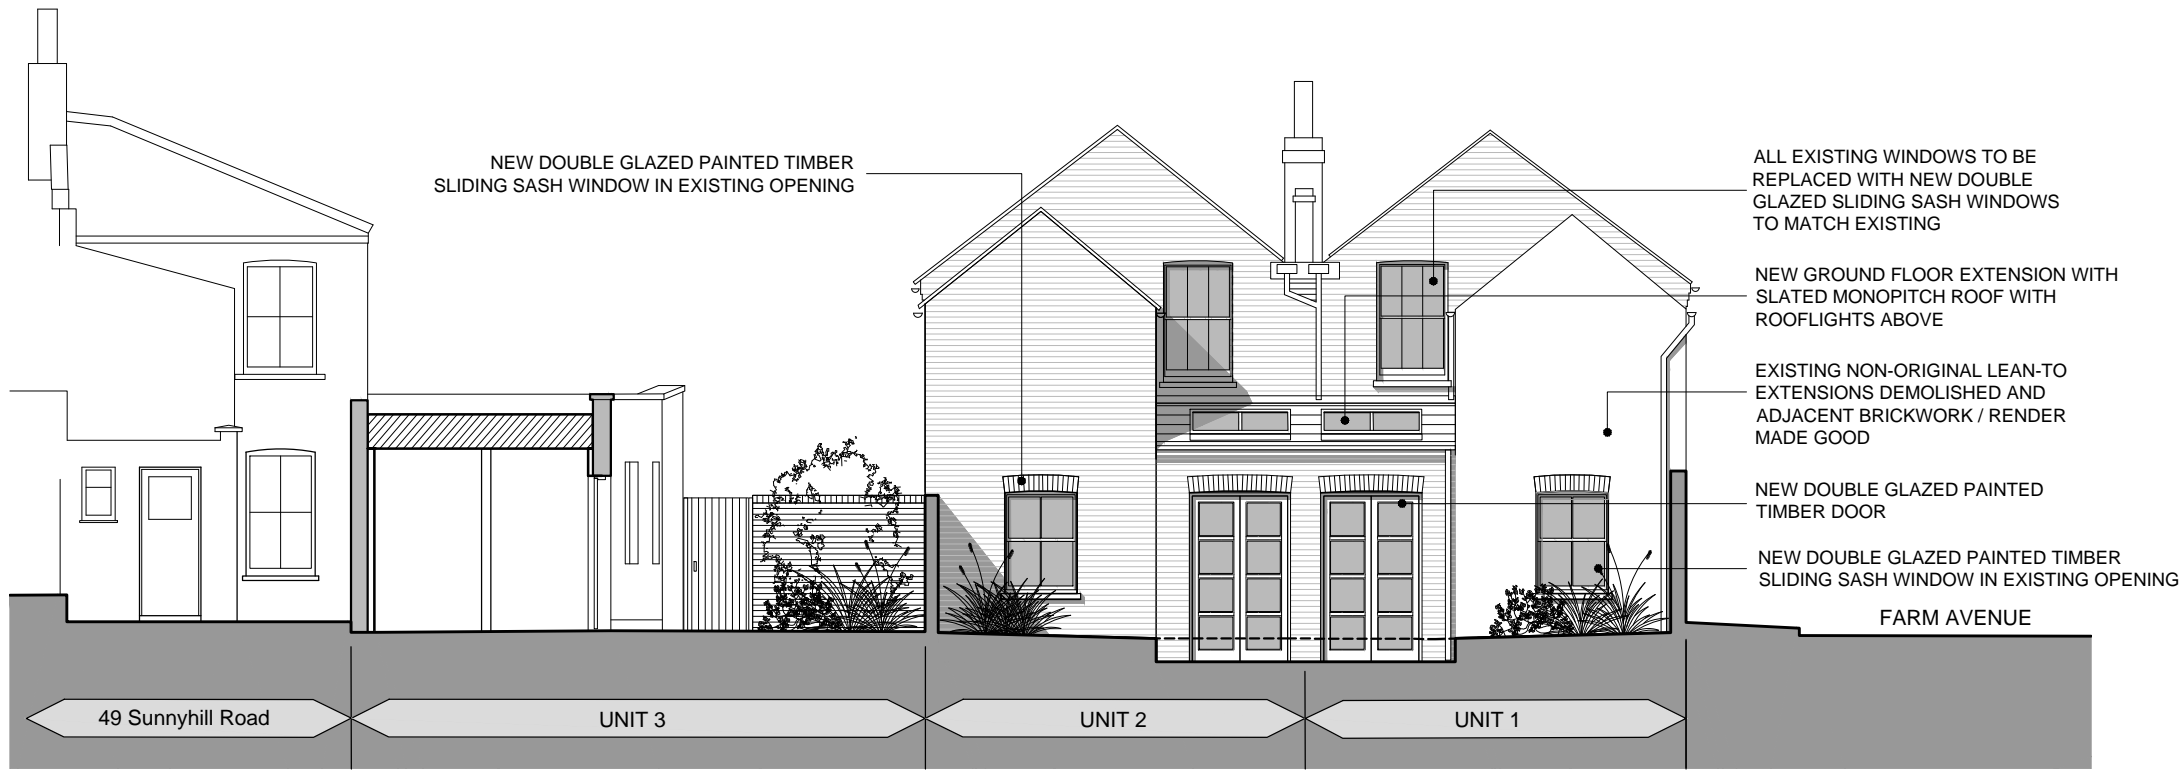 NEW DOUBLE GLAZED PAINTED TIMBER
SLIDING SASH WINDOW IN EXISTING OPENING
ALL EXISTING WINDOWS TO BE
REPLACED WITH NEW DOUBLE
GLAZED SLIDING SASH WINDOWS
TO MATCH EXISTING
NEW GROUND FLOOR EXTENSION WITH
SLATED MONOPITCH ROOF WITH
ROOFLIGHTS ABOVE
EXISTING NON-ORIGINAL LEAN-TO
EXTENSIONS DEMOLISHED AND
ADJACENT BRICKWORK / RENDER
MADE GOOD
NEW DOUBLE GLAZED PAINTED
TIMBER DOOR
NEW DOUBLE GLAZED PAINTED TIMBER
SLIDING SASH WINDOW IN EXISTING OPENING
FARM AVENUE
49 Sunnyhill Road
UNIT 3
UNIT 2
UNIT 1